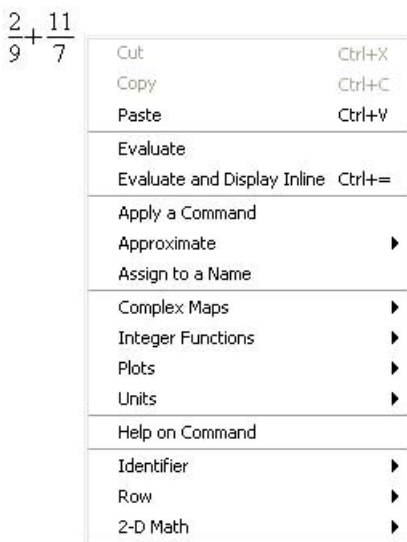 2/9 + 11/7
Cut Ctrl+X
Copy Ctrl+C
Paste Ctrl+V
Evaluate
Evaluate and Display Inline Ctrl+=
Apply a Command
Approximate
Assign to a Name
Complex Maps
Integer Functions
Plots
Units
Help on Command
Identifier
Row
2-D Math